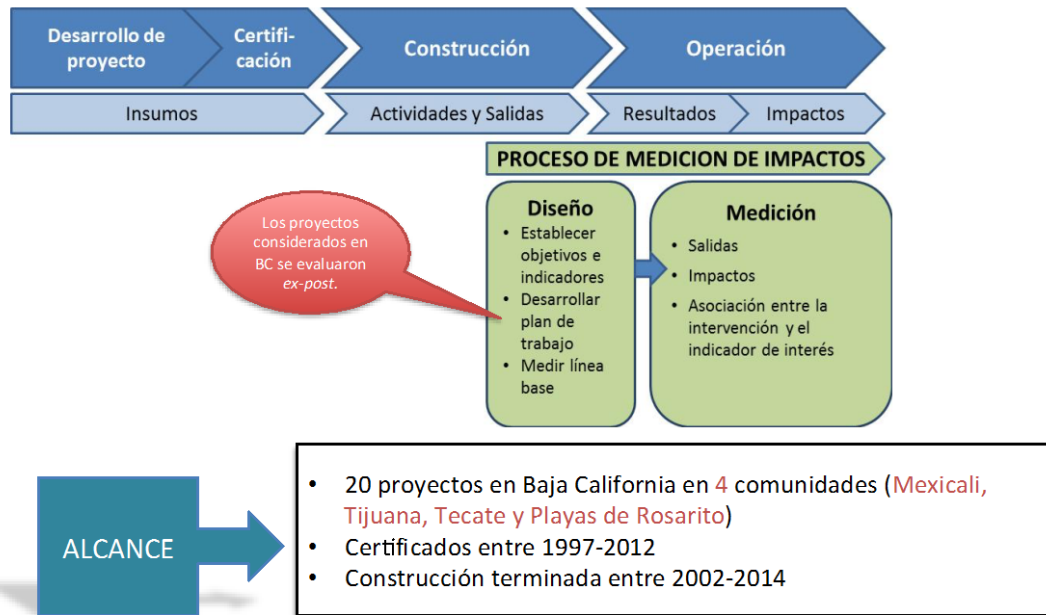 Desarrollo de
proyecto
Certifi-
cación
Construcción
Operación
Insumos
Actividades y Salidas
Resultados
Impactos
PROCESO DE MEDICION DE IMPACTOS
Los proyectos
considerados en
BC se evaluaron
ex-post.
Diseño
• Establecer
objetivos e
indicadores
• Desarrollar
plan de
trabajo
• Medir línea
base
Medición
• Salidas
• Impactos
• Asociación entre la
intervención y el
indicador de interés
ALCANCE
• 20 proyectos en Baja California en 4 comunidades (Mexicali,
Tijuana, Tecate y Playas de Rosarito)
• Certificados entre 1997-2012
• Construcción terminada entre 2002-2014